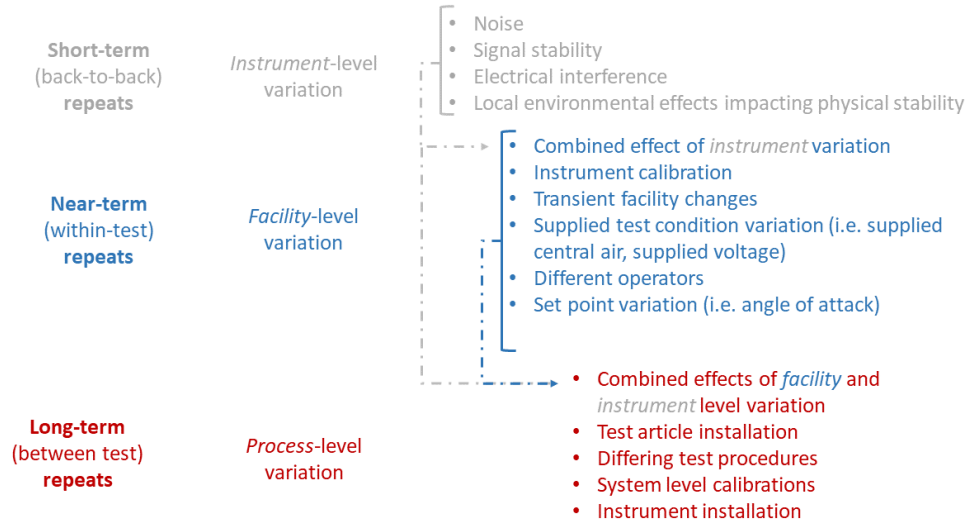 Short-term
(back-to-back)
repeats
Instrument-level
variation
• Noise
• Signal stability
• Electrical interference
• Local environmental effects impacting physical stability
Near-term
(within-test)
repeats
Facility-level
variation
• Combined effect of instrument variation
• Instrument calibration
• Transient facility changes
• Supplied test condition variation (i.e. supplied
central air, supplied voltage)
• Different operators
• Set point variation (i.e. angle of attack)
Long-term
(between test)
repeats
Process-level
variation
• Combined effects of facility and
instrument level variation
• Test article installation
• Differing test procedures
• System level calibrations
• Instrument installation